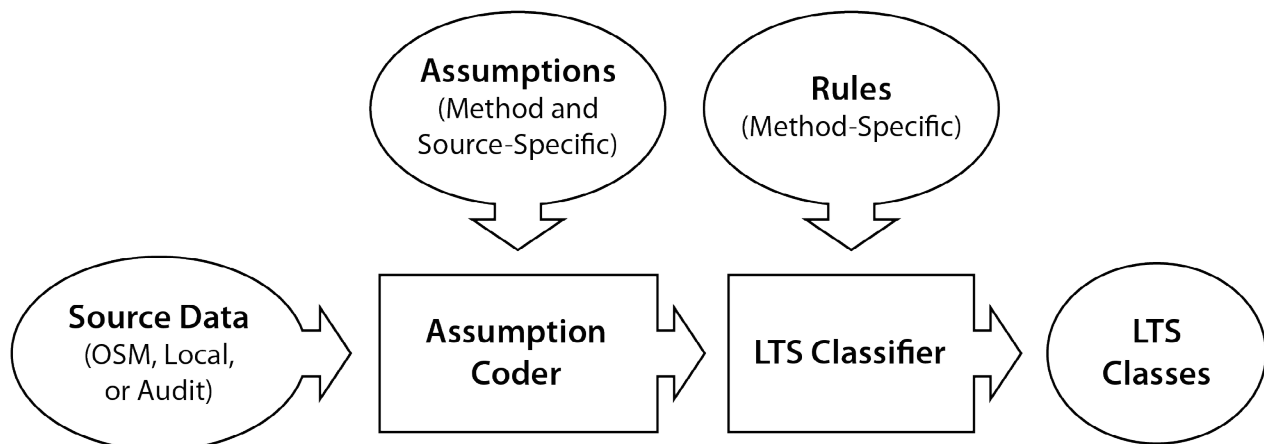 Assumptions
(Method and
Source-Specific)
Rules
(Method-Specific)
Source Data
(OSM, Local,
or Audit)
Assumption
Coder
LTS Classifier
LTS
Classes